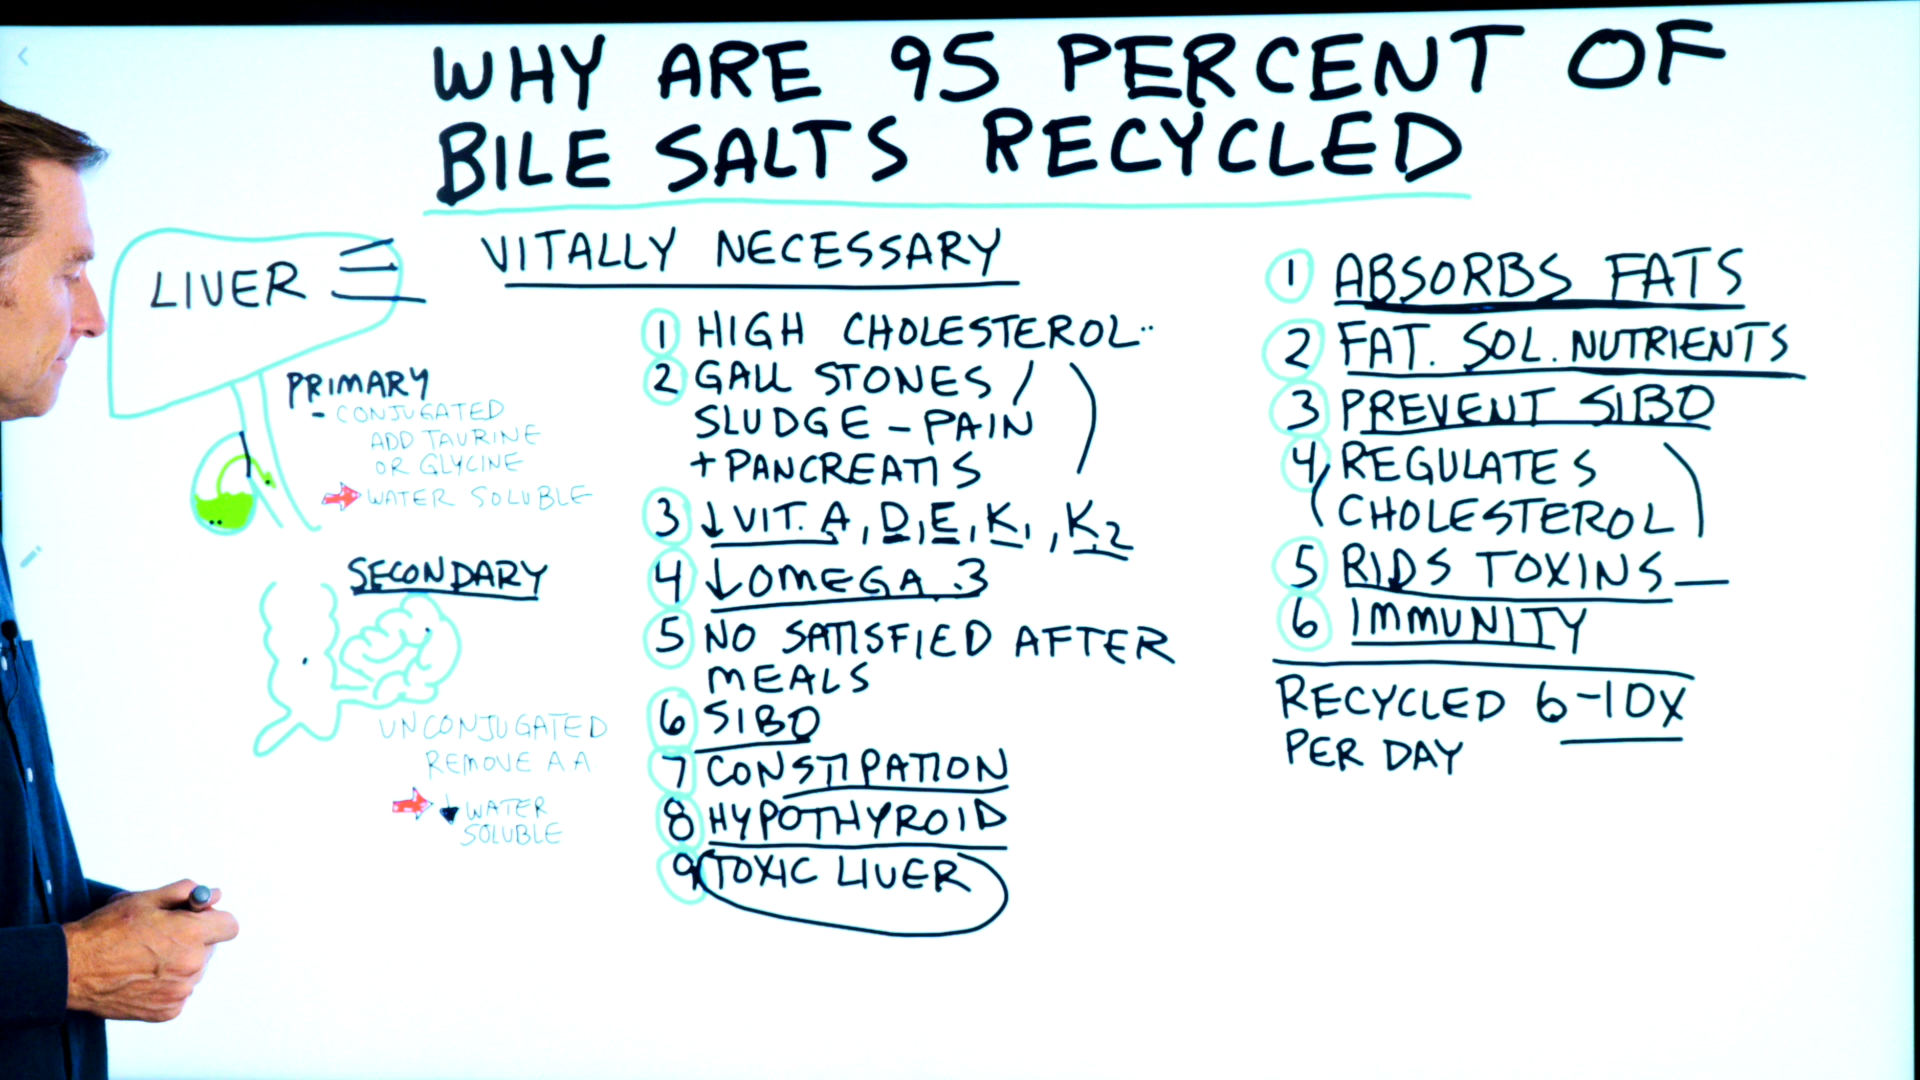 WHY ARE 95 PERCENT OF
BILE SALTS RECYCLED
LIVER
PRIMARY
- CONJUGATED
ADD TAURINE
OR GLYCINE
WATER SOLUBLE
SECONDARY
UNCONJUGATED
REMOVE AA
↓ WATER
SOLUBLE
VITALLY NECESSARY
1 HIGH CHOLESTEROL..
2 GALL STONES /
SLUDGE - PAIN
+ PANCREATIS
3 ↓ VIT. A, D, E, K1, K2
4 ↓ OMEGA.3
5 NO SATISFIED AFTER
MEALS
6 SIBO
7 CONSTIPATION
8 HYPOTHYROID
9 TOXIC LIVER
1 ABSORBS FATS
2 FAT. SOL. NUTRIENTS
3 PREVENT SIBO
4 REGULATES
CHOLESTEROL
5 RIDS TOXINS
6 IMMUNITY
RECYCLED 6-10X
PER DAY